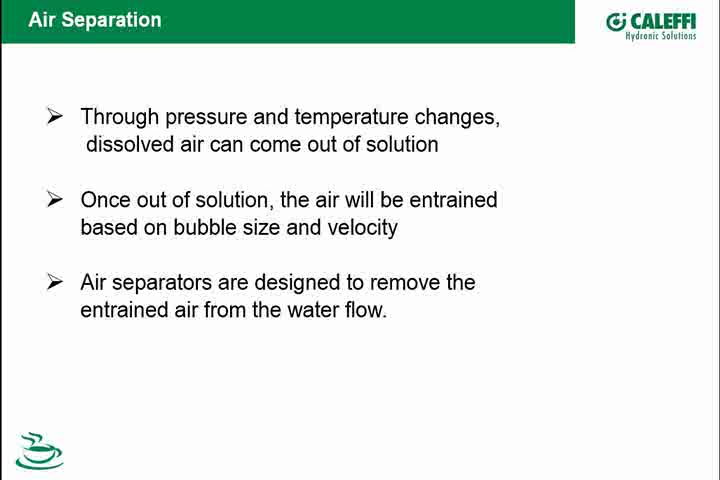 Air Separation
CALEFFI
Hydronic Solutions
Through pressure and temperature changes,
dissolved air can come out of solution
Once out of solution, the air will be entrained
based on bubble size and velocity
Air separators are designed to remove the
entrained air from the water flow.